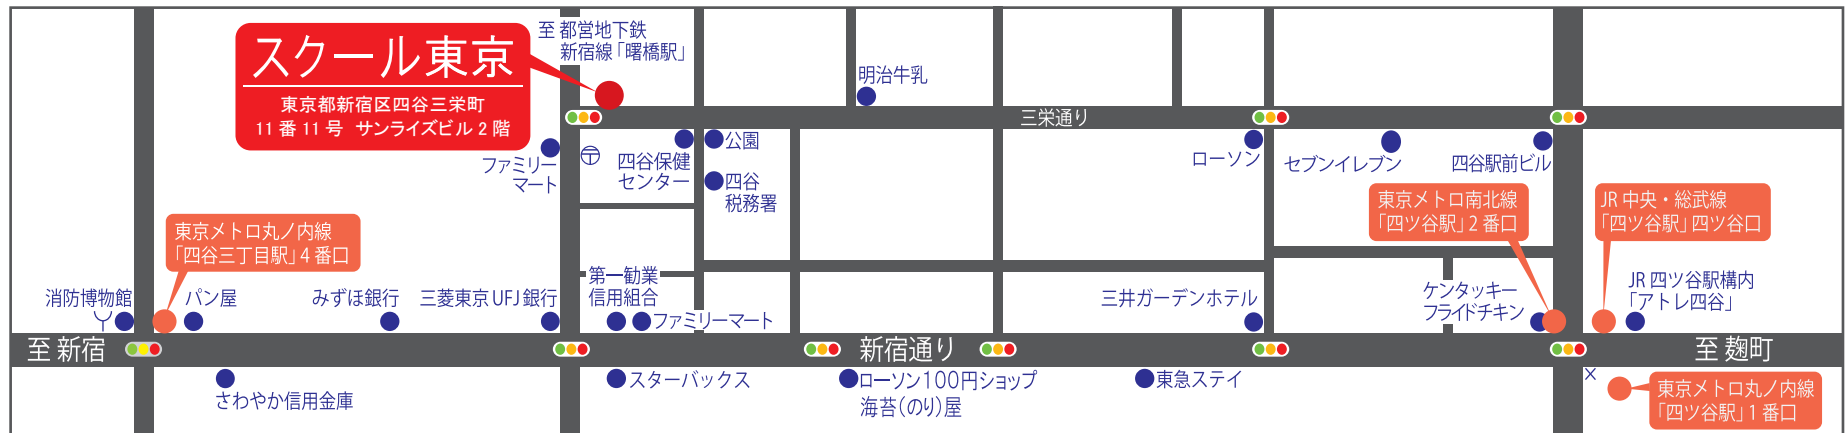 至 都営地下鉄
新宿線「曙橋駅」
スクール東京
東京都新宿区四谷三栄町
11 番 11 号 サンライズビル 2 階
明治牛乳
三栄通り
ファミリー
マート
四谷保健
センター
公園
四谷
税務署
ローソン
セブンイレブン
四谷駅前ビル
東京メトロ丸ノ内線
「四谷三丁目駅」4 番口
東京メトロ南北線
「四ツ谷駅」2 番口
JR 中央・総武線
「四ツ谷駅」四ツ谷口
消防博物館
パン屋
みずほ銀行
三菱東京 UFJ 銀行
第一勧業
信用組合
ファミリーマート
三井ガーデンホテル
ケンタッキー
フライドチキン
JR 四ツ谷駅構内
「アトレ四谷」
至 新宿
新宿通り
至 麹町
さわやか信用金庫
スターバックス
ローソン100円ショップ
海苔(のり)屋
東急ステイ
東京メトロ丸ノ内線
「四ツ谷駅」1 番口